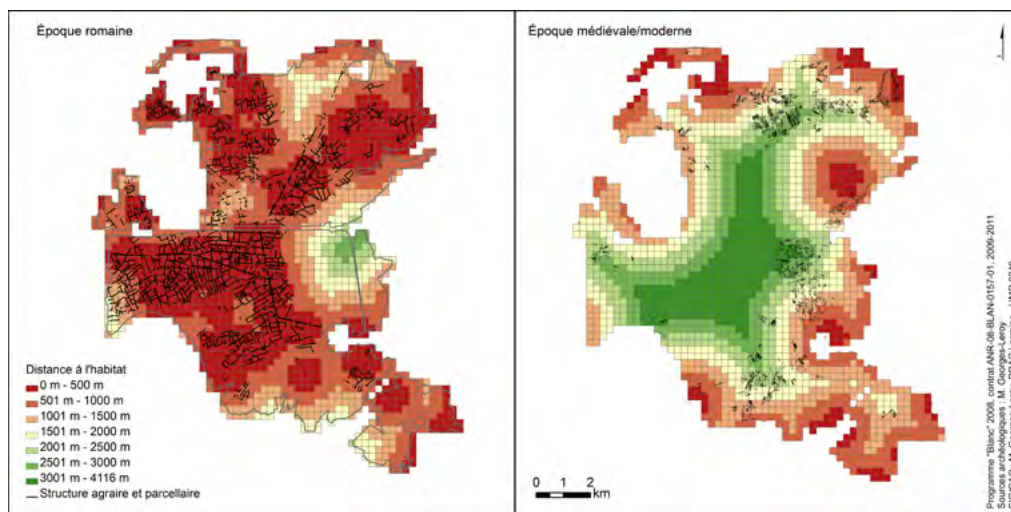 Époque romaine
Distance à l'habitat
0 m - 500 m
501 m - 1000 m
1001 m - 1500 m
1501 m - 2000 m
2001 m - 2500 m
2501 m - 3000 m
3001 m - 4116 m
Structure agraire et parcellaire
Époque médiévale/moderne
0 1 2
km
Programme "Blanc" 2008, contrat ANR-08-BLAN-0157-01, 2009-2011
Sources archéologiques : M. Georges-Leroy